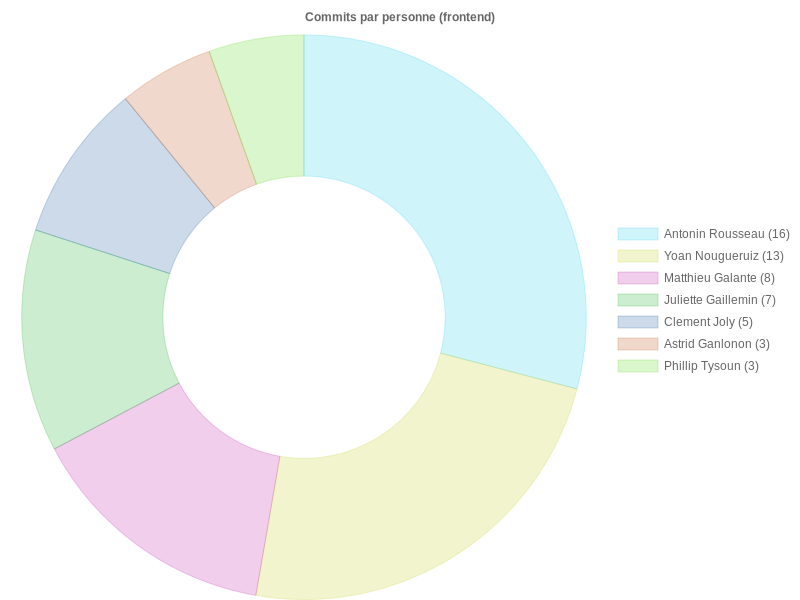 Commits par personne (frontend)
Antonin Rousseau (16)
Yoan Nougueruiz (13)
Matthieu Galante (8)
Juliette Gaillemin (7)
Clement Joly (5)
Astrid Ganlonon (3)
Phillip Tysoun (3)